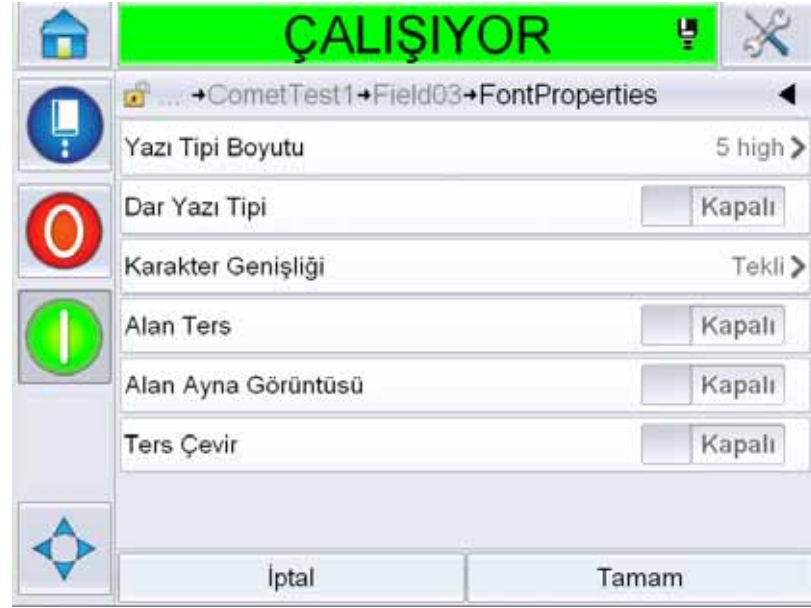 ÇALIŞIYOR
... →CometTest1→Field03→FontProperties
Yazı Tipi Boyutu 5 high
Dar Yazı Tipi Kapalı
Karakter Genişliği Tekli
Alan Ters Kapalı
Alan Ayna Görüntüsü Kapalı
Ters Çevir Kapalı
İptal Tamam